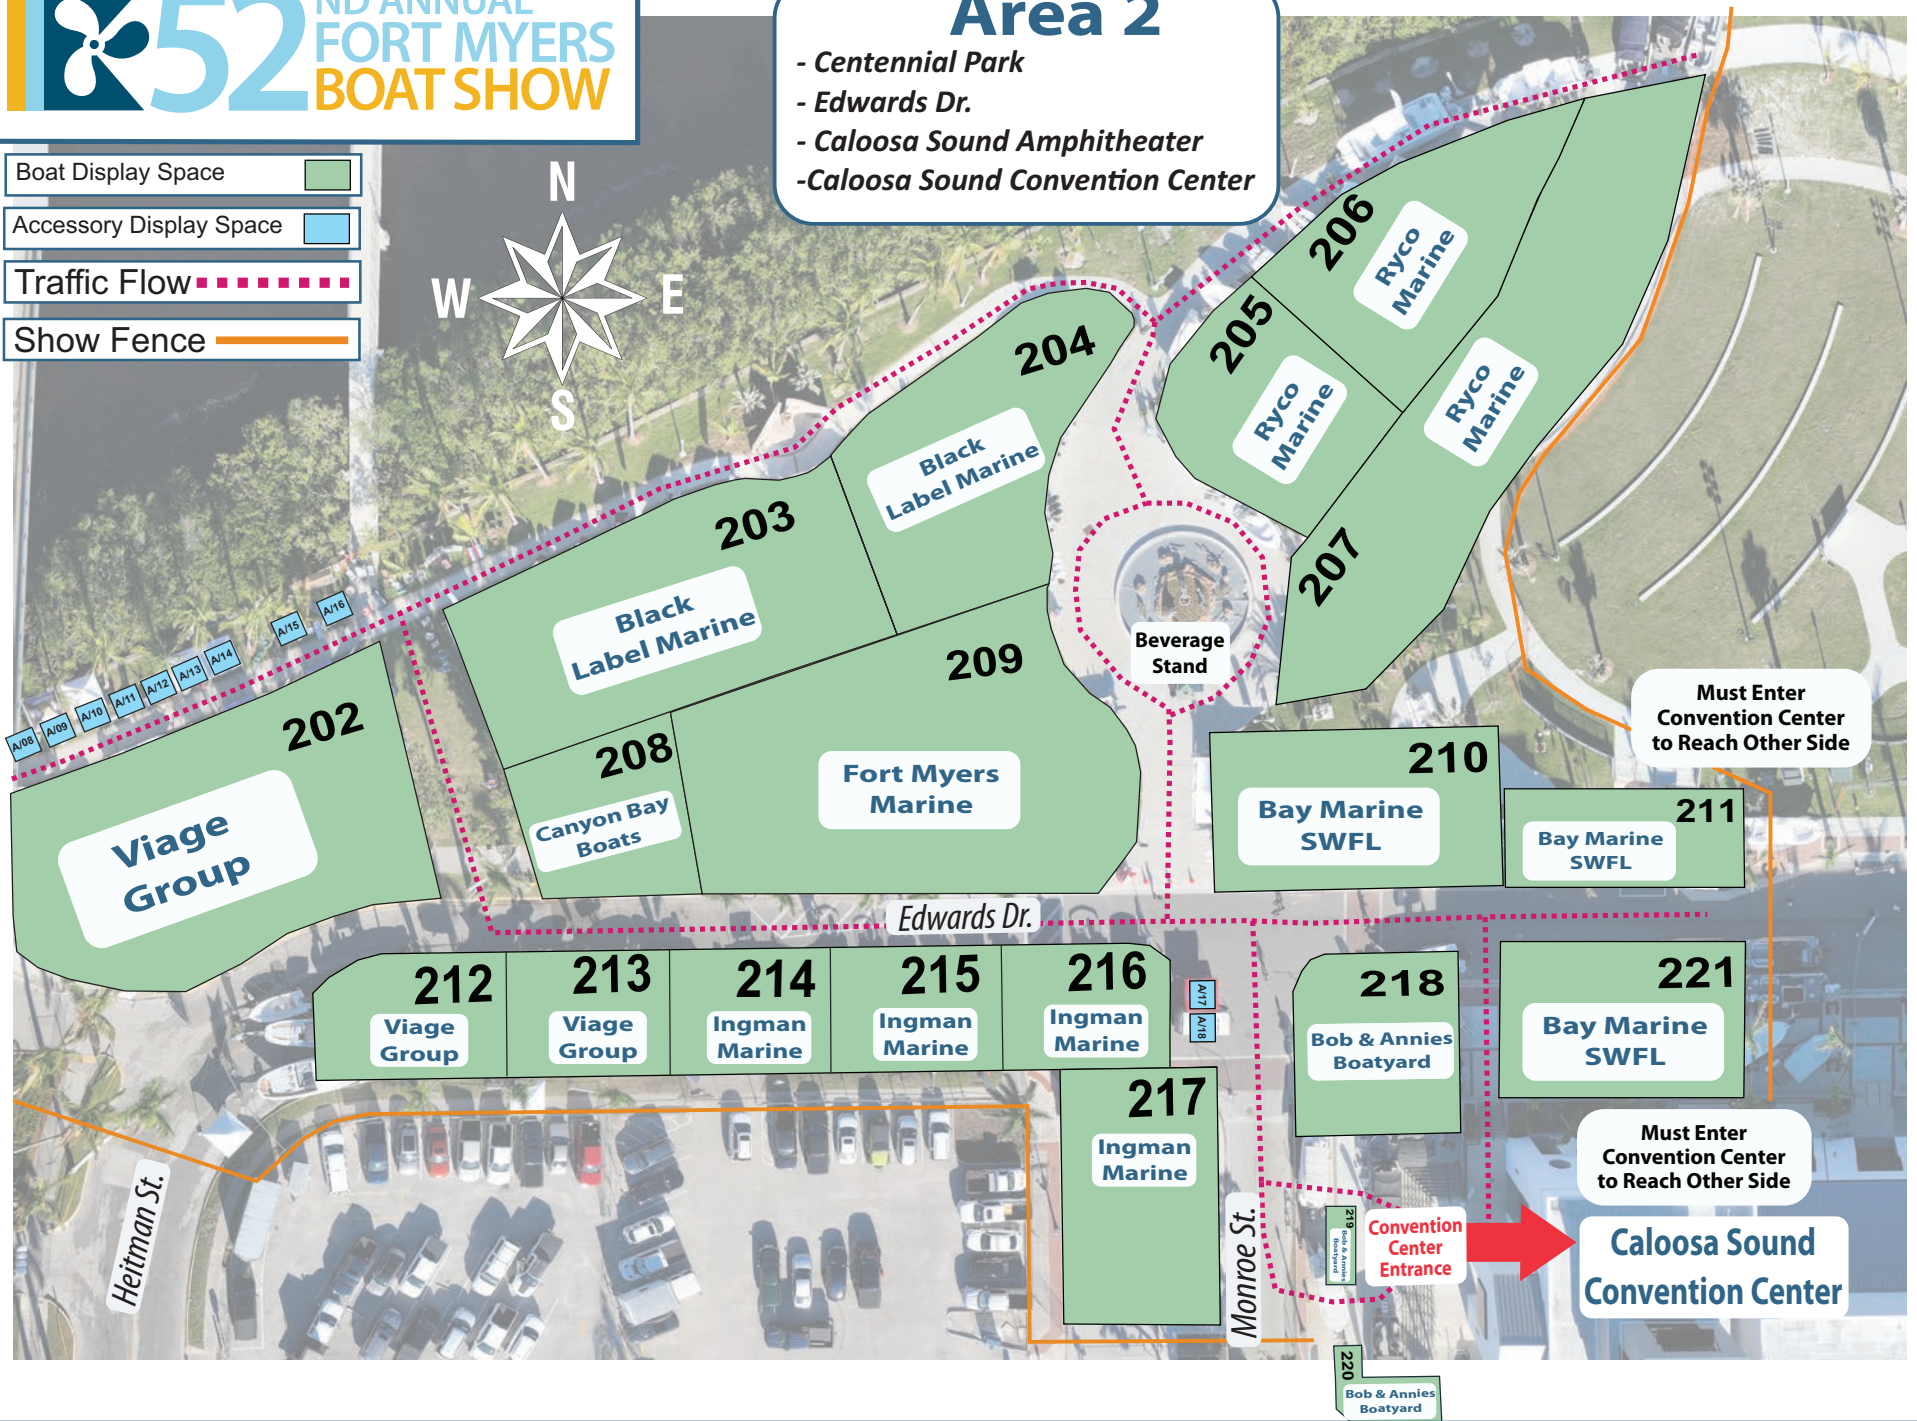 52
ND ANNUAL
FORT MYERS
BOAT SHOW
Area 2
- Centennial Park
- Edwards Dr.
- Caloosa Sound Amphitheater
-Caloosa Sound Convention Center
Boat Display Space
Accessory Display Space
Traffic Flow
Show Fence
N
W
E
S
206
Ryco
Marine
205
Ryco
Marine
Ryco
Marine
207
204
Black
Label Marine
203
Black
Label Marine
A/08
A/09
A/10
A/11
A/12
A/13
A/14
A/15
A/16
202
Viage
Group
208
Canyon Bay
Boats
209
Fort Myers
Marine
Beverage
Stand
210
Bay Marine
SWFL
211
Bay Marine
SWFL
Must Enter
Convention Center
to Reach Other Side
Edwards Dr.
212
Viage
Group
213
Viage
Group
214
Ingman
Marine
215
Ingman
Marine
216
Ingman
Marine
A/17
A/18
217
Ingman
Marine
218
Bob & Annies
Boatyard
221
Bay Marine
SWFL
Must Enter
Convention Center
to Reach Other Side
Heitman St.
Monroe St.
219
Bob & Annies
Boatyard
Convention
Center
Entrance
Caloosa Sound
Convention Center
220
Bob & Annies
Boatyard